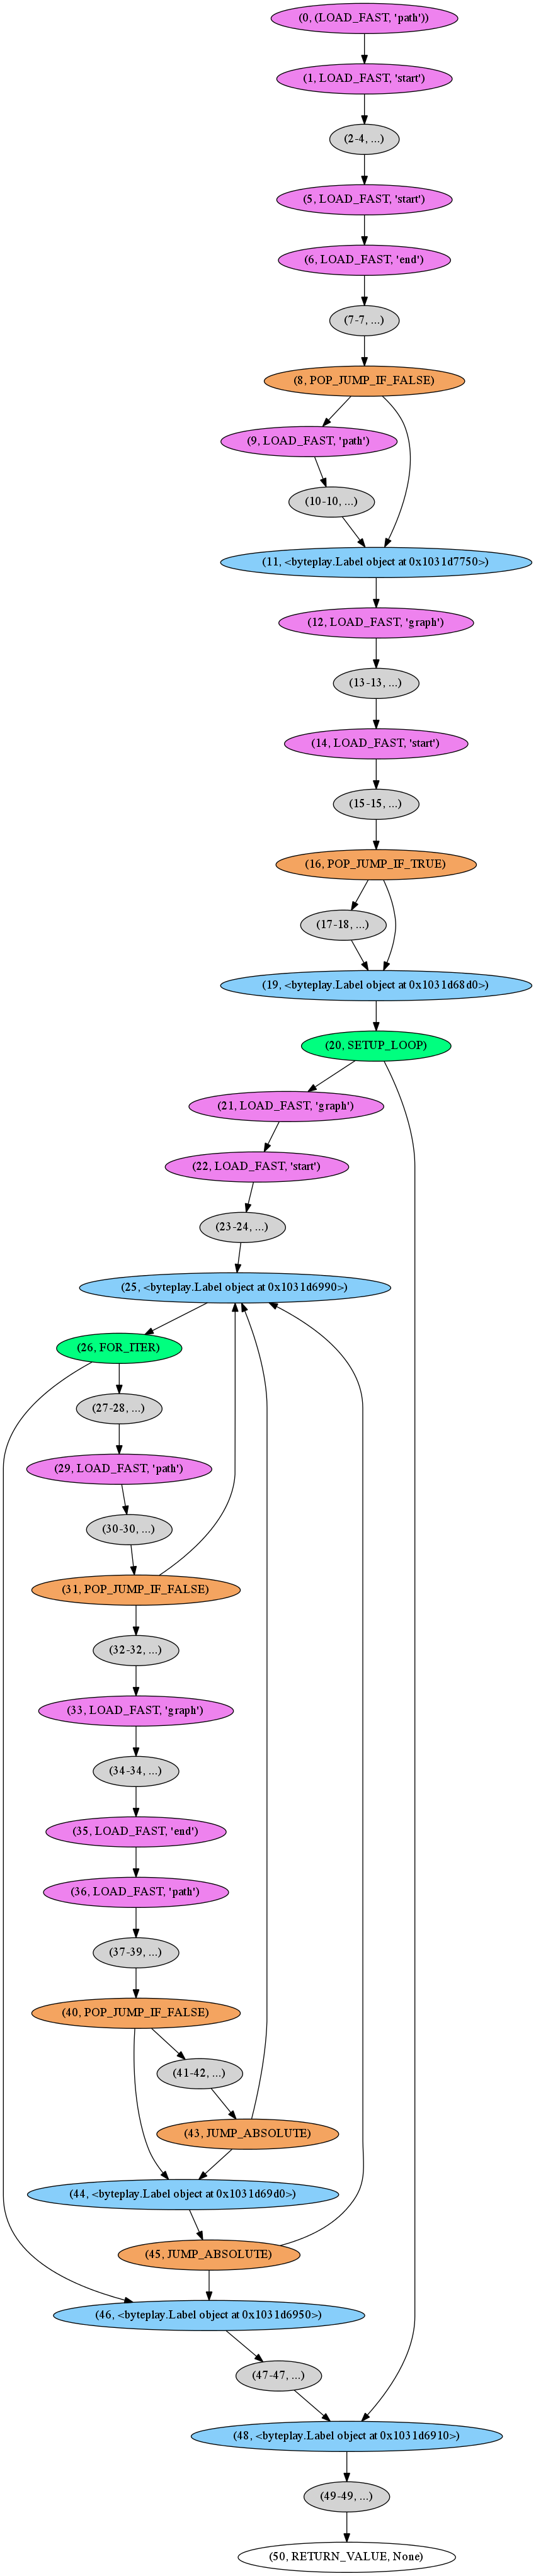 (0, (LOAD_FAST, 'path'))
(1, LOAD_FAST, 'start')
(2-4, ...)
(5, LOAD_FAST, 'start')
(6, LOAD_FAST, 'end')
(7-7, ...)
(8, POP_JUMP_IF_FALSE)
(9, LOAD_FAST, 'path')
(10-10, ...)
(11, <byteplay.Label object at 0x1031d7750>)
(12, LOAD_FAST, 'graph')
(13-13, ...)
(14, LOAD_FAST, 'start')
(15-15, ...)
(16, POP_JUMP_IF_TRUE)
(17-18, ...)
(19, <byteplay.Label object at 0x1031d68d0>)
(20, SETUP_LOOP)
(21, LOAD_FAST, 'graph')
(22, LOAD_FAST, 'start')
(23-24, ...)
(25, <byteplay.Label object at 0x1031d6990>)
(26, FOR_ITER)
(27-28, ...)
(29, LOAD_FAST, 'path')
(30-30, ...)
(31, POP_JUMP_IF_FALSE)
(32-32, ...)
(33, LOAD_FAST, 'graph')
(34-34, ...)
(35, LOAD_FAST, 'end')
(36, LOAD_FAST, 'path')
(37-39, ...)
(40, POP_JUMP_IF_FALSE)
(41-42, ...)
(43, JUMP_ABSOLUTE)
(44, <byteplay.Label object at 0x1031d69d0>)
(45, JUMP_ABSOLUTE)
(46, <byteplay.Label object at 0x1031d6950>)
(47-47, ...)
(48, <byteplay.Label object at 0x1031d6910>)
(49-49, ...)
(50, RETURN_VALUE, None)